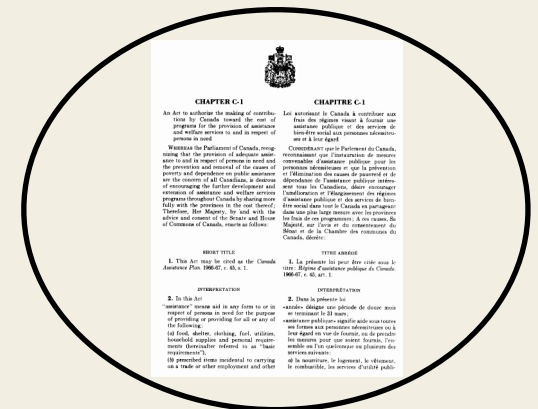 CHAPTER C-1
An Act to authorize the making of contribu-
tions by Canada toward the cost of
programs for the provision of assistance
and welfare services to and in respect of
persons in need
WHEREAS the Parliament of Canada, recog-
nizing that the provision of adequate assist-
ance to and in respect of persons in need and
the prevention and removal of the causes of
poverty and dependence on public assistance
are the concern of all Canadians, is desirous
of encouraging the further development and
extension of assistance and welfare services
programs throughout Canada by sharing more
fully with the provinces in the cost thereof;
Therefore, Her Majesty, by and with the
advice and consent of the Senate and House
of Commons of Canada, enacts as follows:
SHORT TITLE
1. This Act may be cited as the Canada
Assistance Plan. 1966-67, c. 45, s. 1.
INTERPRETATION
2. In this Act
"assistance" means aid in any form to or in
respect of persons in need for the purpose
of providing or providing for all or any of
the following:
(a) food, shelter, clothing, fuel, utilities,
household supplies and personal require-
ments (hereinafter referred to as "basic
requirements"),
(b) prescribed items incidental to carrying
on a trade or other employment and other
CHAPITRE C-1
Loi autorisant le Canada à contribuer aux
frais des régimes visant à fournir une
assistance publique et des services de
bien-être social aux personnes nécessiteu-
ses et à leur égard
CONSIDÉRANT que le Parlement du Canada,
reconnaissant que l'instauration de mesures
convenables d'assistance publique pour les
personnes nécessiteuses et que la prévention
et l'élimination des causes de pauvreté et de
dépendance de l'assistance publique intéres-
sent tous les Canadiens, désire encourager
l'amélioration et l'élargissement des régimes
d'assistance publique et des services de bien-
être social dans tout le Canada en partageant
dans une plus large mesure avec les provinces
les frais de ces programmes; A ces causes, Sa
Majesté, sur l'avis et du consentement du
Sénat et de la Chambre des communes du
Canada, décrète:
TITRE ABRÉGÉ
1. La présente loi peut être citée sous le
titre: Régime d'assistance publique du Canada.
1966-67, c. 45, art. 1.
INTERPRÉTATION
2. Dans la présente loi
«année» désigne une période de douze mois
se terminant le 31 mars;
«assistance publique» signifie aide sous toutes
ses formes aux personnes nécessiteuses ou à
leur égard en vue de fournir, ou de prendre
les mesures pour que soient fournis, l'en-
semble ou l'un quelconque ou plusieurs des
services suivants:
a) la nourriture, le logement, le vêtement,
le combustible, les services d'utilité publi-